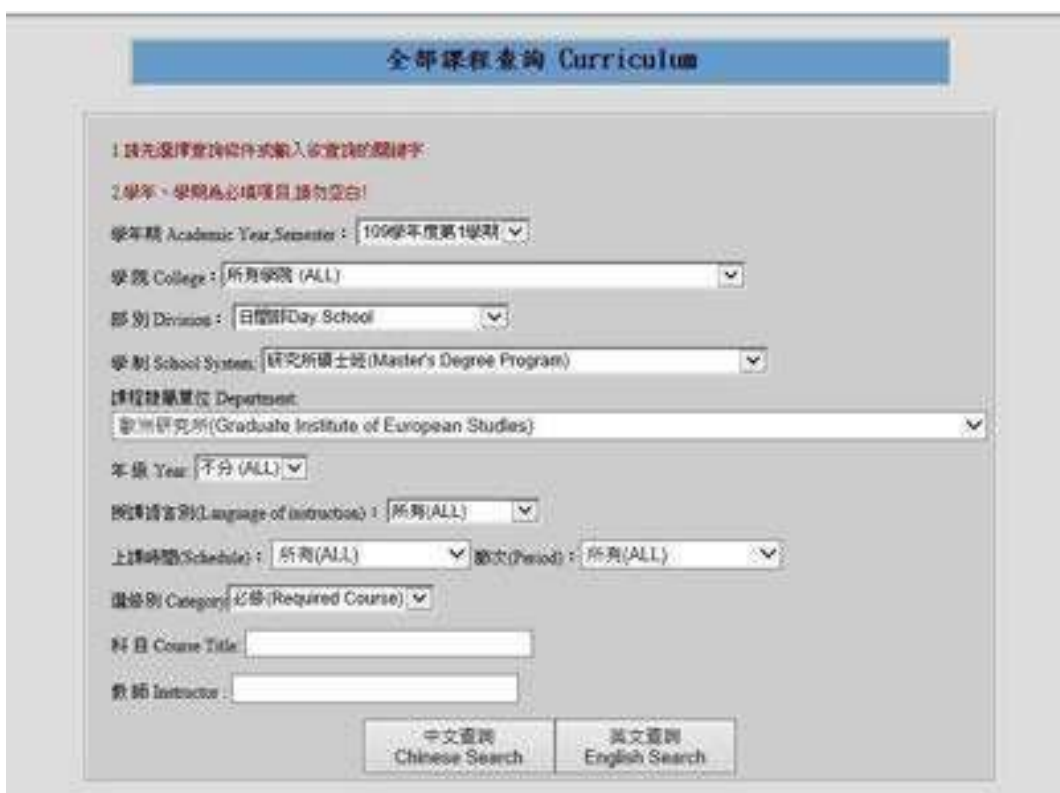 全部課程查詢 Curriculum
1.請先選擇查詢條件或輸入欲查詢的關鍵字
2.學年、學期為必填項目,請勿空白!
學年期 Academic Year,Semester： 109學年度第1學期
學院 College：所有學院 (ALL)
部別 Division： 日間部Day School
學制 School System: 研究所碩士班(Master's Degree Program)
課程隸屬單位 Department:
歐洲研究所(Graduate Institute of European Studies)
年級 Year: 不分 (ALL)
授課語言別(Language of instruction)： 所有(ALL)
上課時間(Schedule)： 所有(ALL) 節次(Period)：所有(ALL)
選修別 Category 必修(Required Course)
科目 Course Title:
教師 Instructor :
中文查詢 英文查詢
Chinese Search English Search